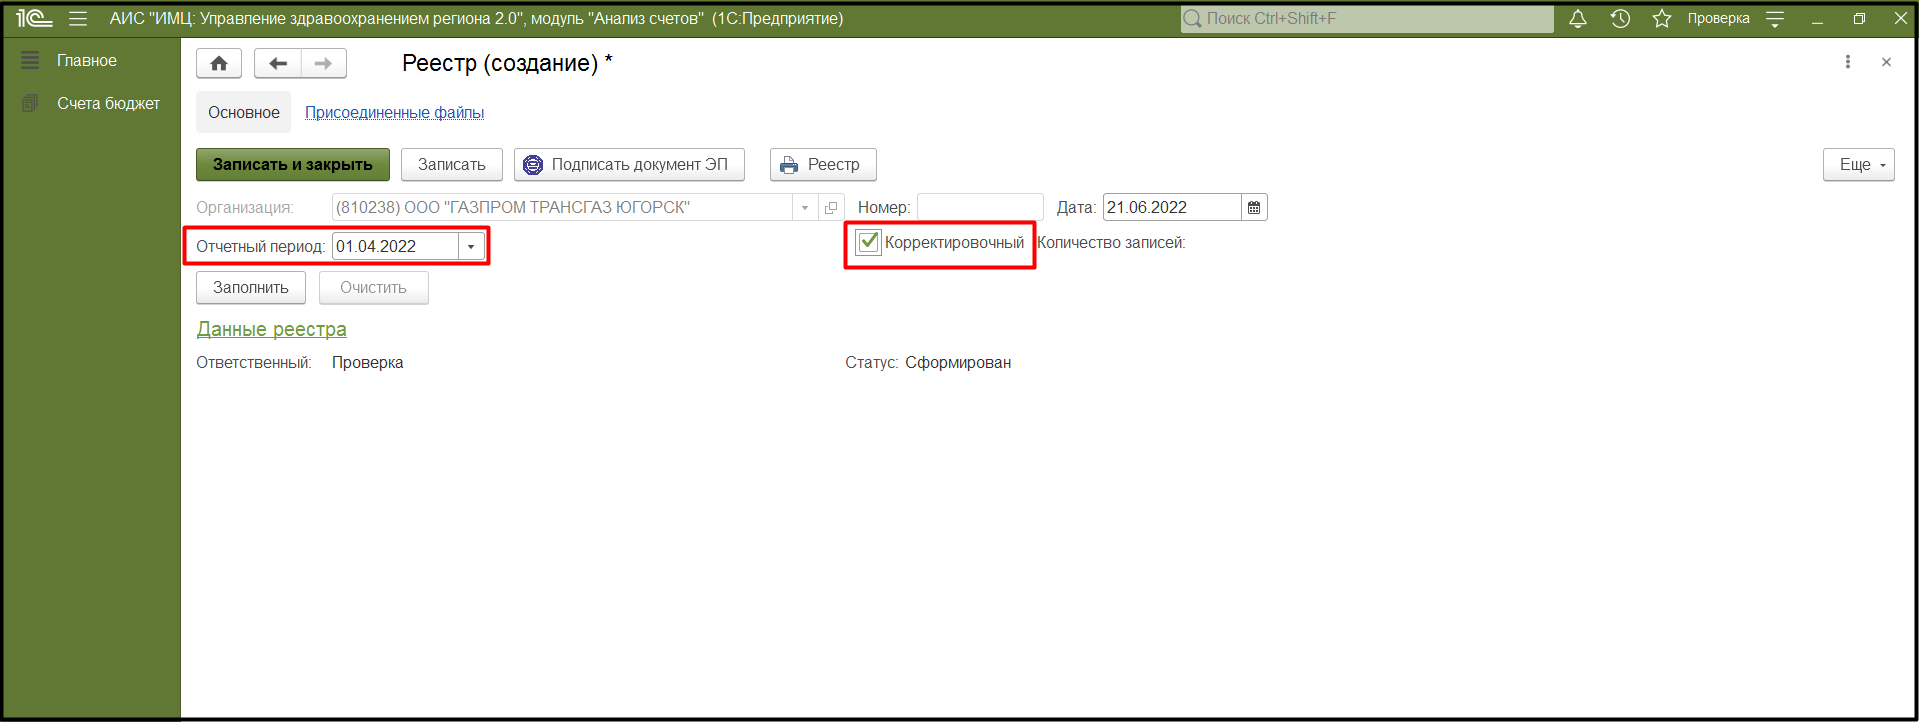 1С АИС "ИМЦ: Управление здравоохранением региона 2.0", модуль "Анализ счетов" (1С:Предприятие) Поиск Ctrl+Shift+F Проверка
Главное
Счета бюджет
Реестр (создание) *
Основное Присоединенные файлы
Записать и закрыть Записать Подписать документ ЭП Реестр Еще
Организация: (810238) ООО "ГАЗПРОМ ТРАНСГАЗ ЮГОРСК" Номер: Дата: 21.06.2022
Отчетный период: 01.04.2022 Корректировочный Количество записей:
Заполнить Очистить
Данные реестра
Ответственный: Проверка Статус: Сформирован